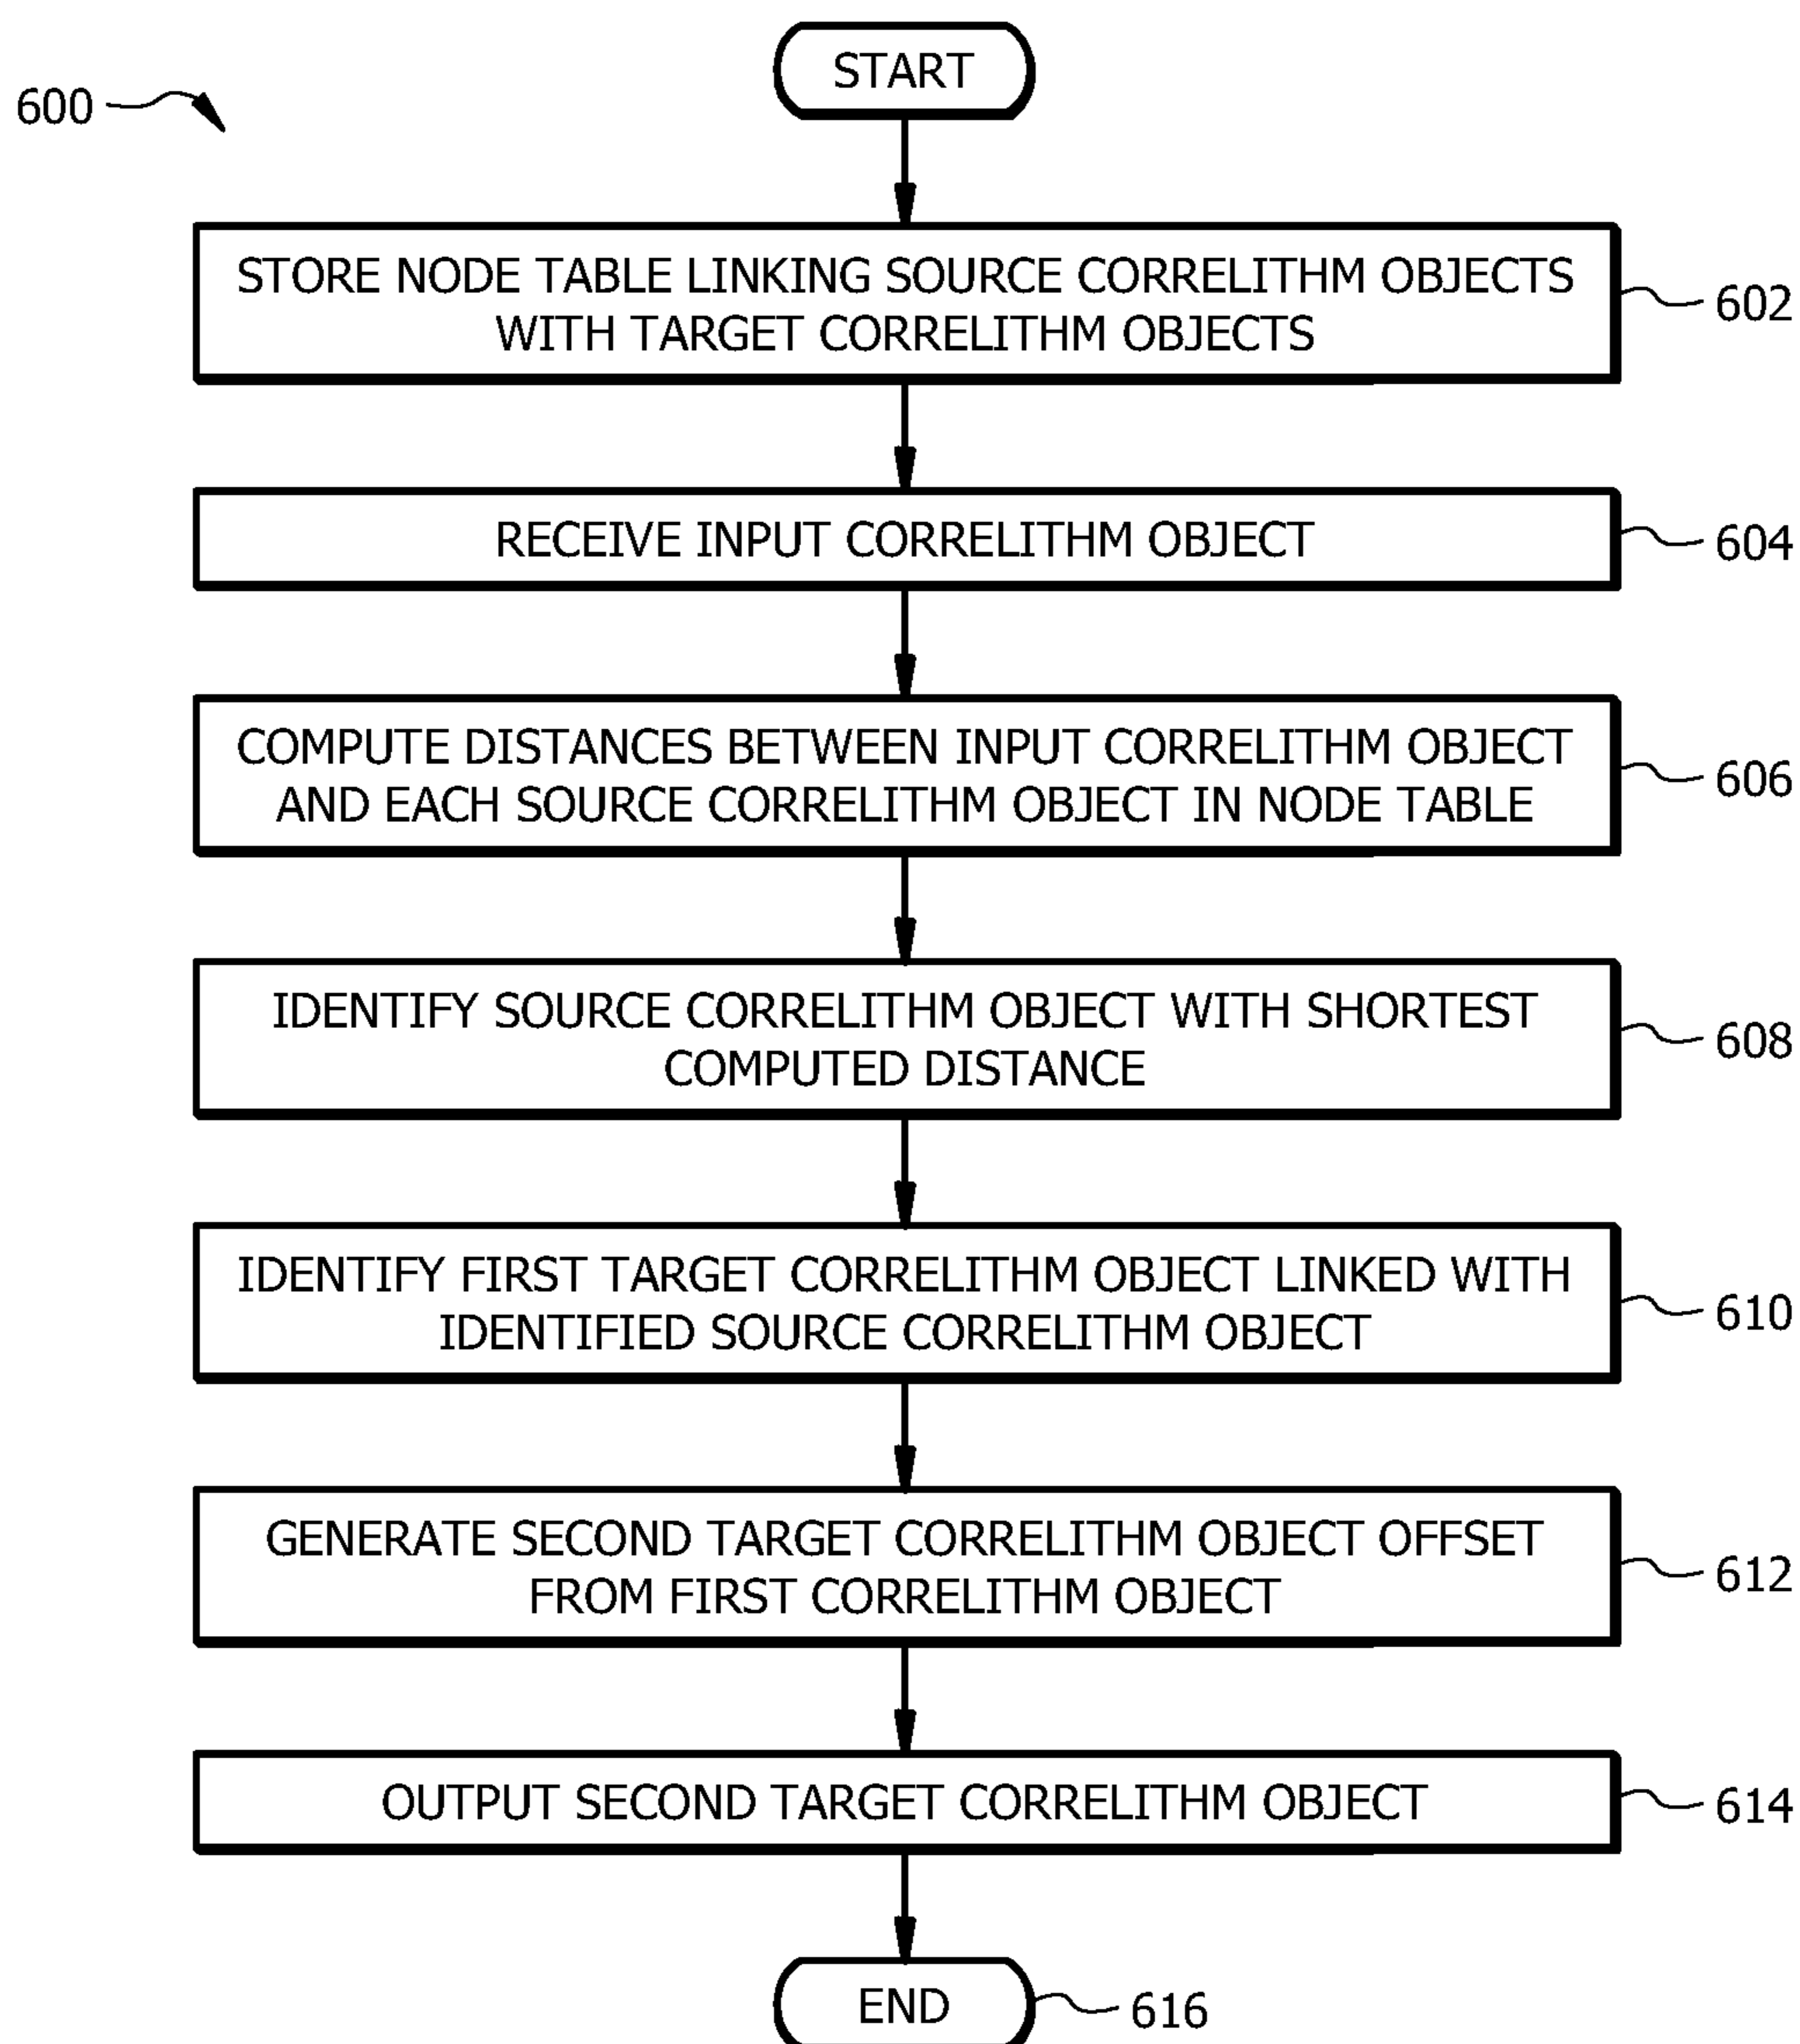 START
600
STORE NODE TABLE LINKING SOURCE CORRELITHM OBJECTS
WITH TARGET CORRELITHM OBJECTS
602
RECEIVE INPUT CORRELITHM OBJECT
604
COMPUTE DISTANCES BETWEEN INPUT CORRELITHM OBJECT
AND EACH SOURCE CORRELITHM OBJECT IN NODE TABLE
606
IDENTIFY SOURCE CORRELITHM OBJECT WITH SHORTEST
COMPUTED DISTANCE
608
IDENTIFY FIRST TARGET CORRELITHM OBJECT LINKED WITH
IDENTIFIED SOURCE CORRELITHM OBJECT
610
GENERATE SECOND TARGET CORRELITHM OBJECT OFFSET
FROM FIRST CORRELITHM OBJECT
612
OUTPUT SECOND TARGET CORRELITHM OBJECT
614
END
616